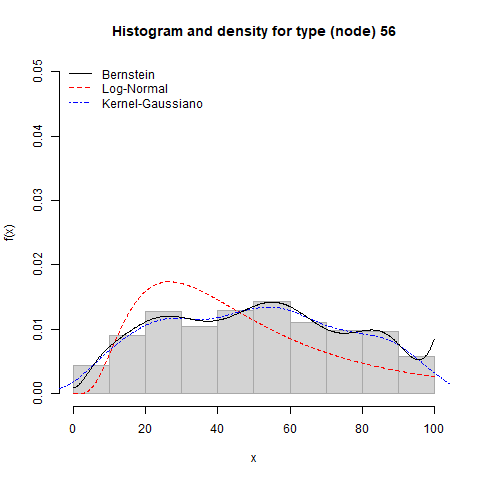 Histogram and density for type (node) 56
Bernstein
Log-Normal
Kernel-Gaussiano
f(x)
0.05
0.04
0.03
0.02
0.01
0.00
0 20 40 60 80 100
x